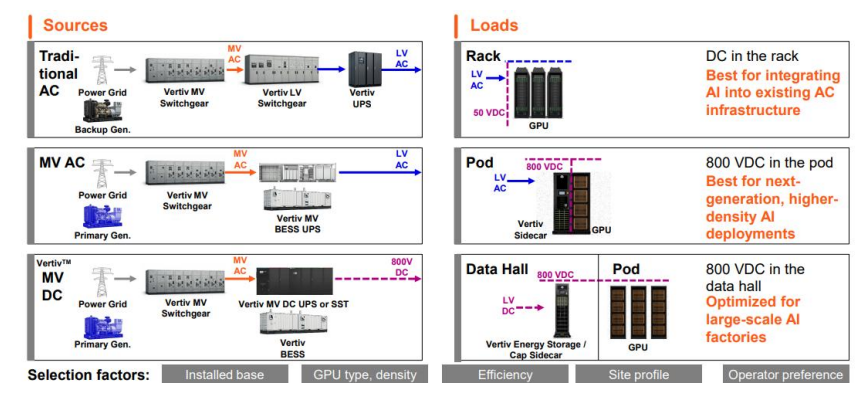 Sources
Loads
Tradi-
tional
AC
Power Grid
Backup Gen.
Vertiv MV
Switchgear
MV
AC
Vertiv LV
Switchgear
Vertiv
UPS
LV
AC
Rack
LV
AC
50 VDC
GPU
DC in the rack
Best for integrating
AI into existing AC
infrastructure
MV AC
Power Grid
Primary Gen.
Vertiv MV
Switchgear
MV
AC
Vertiv MV
BESS UPS
LV
AC
Pod
800 VDC
LV
AC
Vertiv
Sidecar
GPU
800 VDC in the pod
Best for next-
generation, higher-
density AI
deployments
Vertiv™
MV
DC
Power Grid
Primary Gen.
Vertiv MV
Switchgear
MV
AC
Vertiv MV DC UPS or SST
Vertiv
BESS
800V
DC
Data Hall
800 VDC
LV
DC
Vertiv Energy Storage /
Cap Sidecar
Pod
GPU
800 VDC in the
data hall
Optimized for
large-scale AI
factories
Selection factors:
Installed base
GPU type, density
Efficiency
Site profile
Operator preference